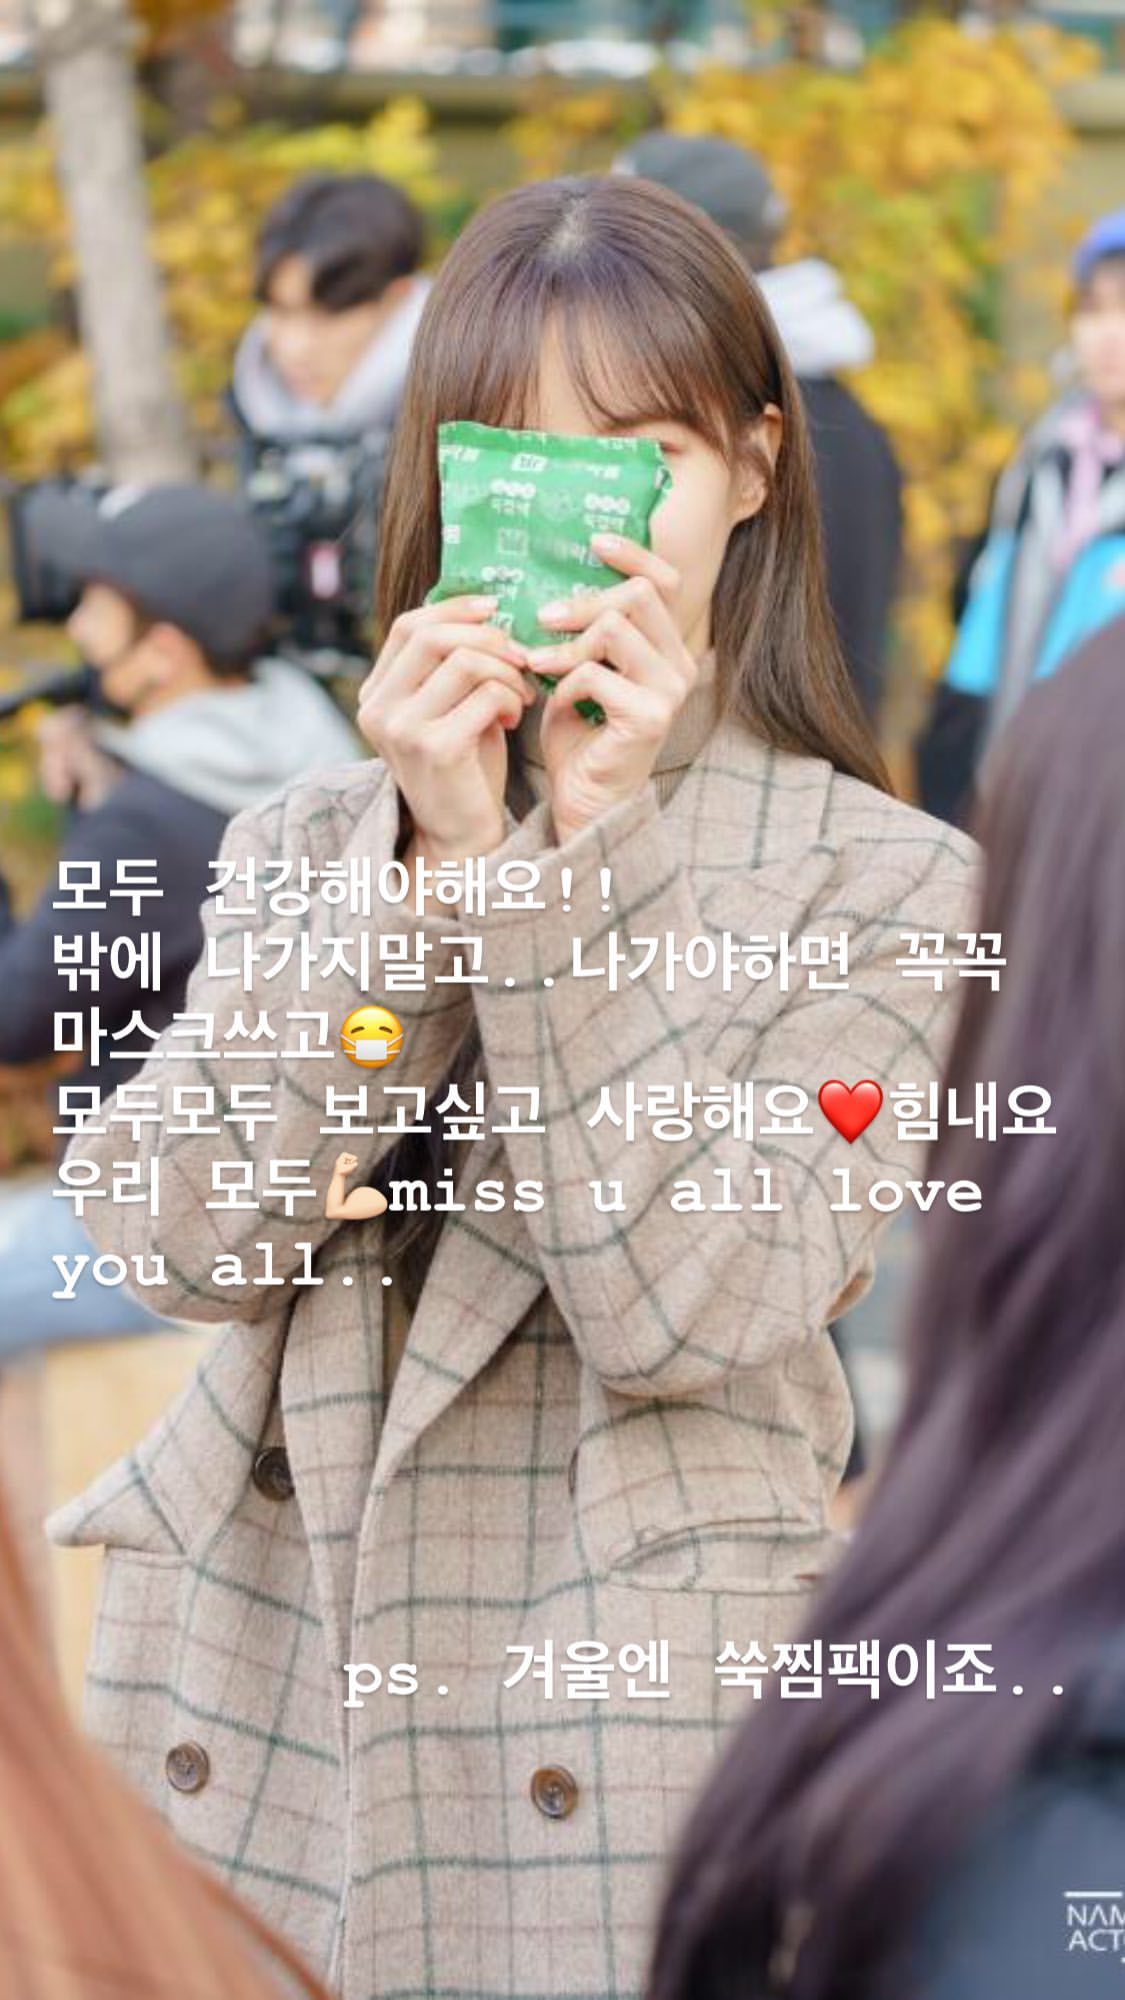 모두 건강해야해요!!
밖에 나가지말고..나가야하면 꼭꼭
마스크쓰고😷
모두모두 보고싶고 사랑해요❤️힘내요
우리 모두💪🏻miss u all love
you all..
ps. 겨울엔 쑥찜팩이죠..